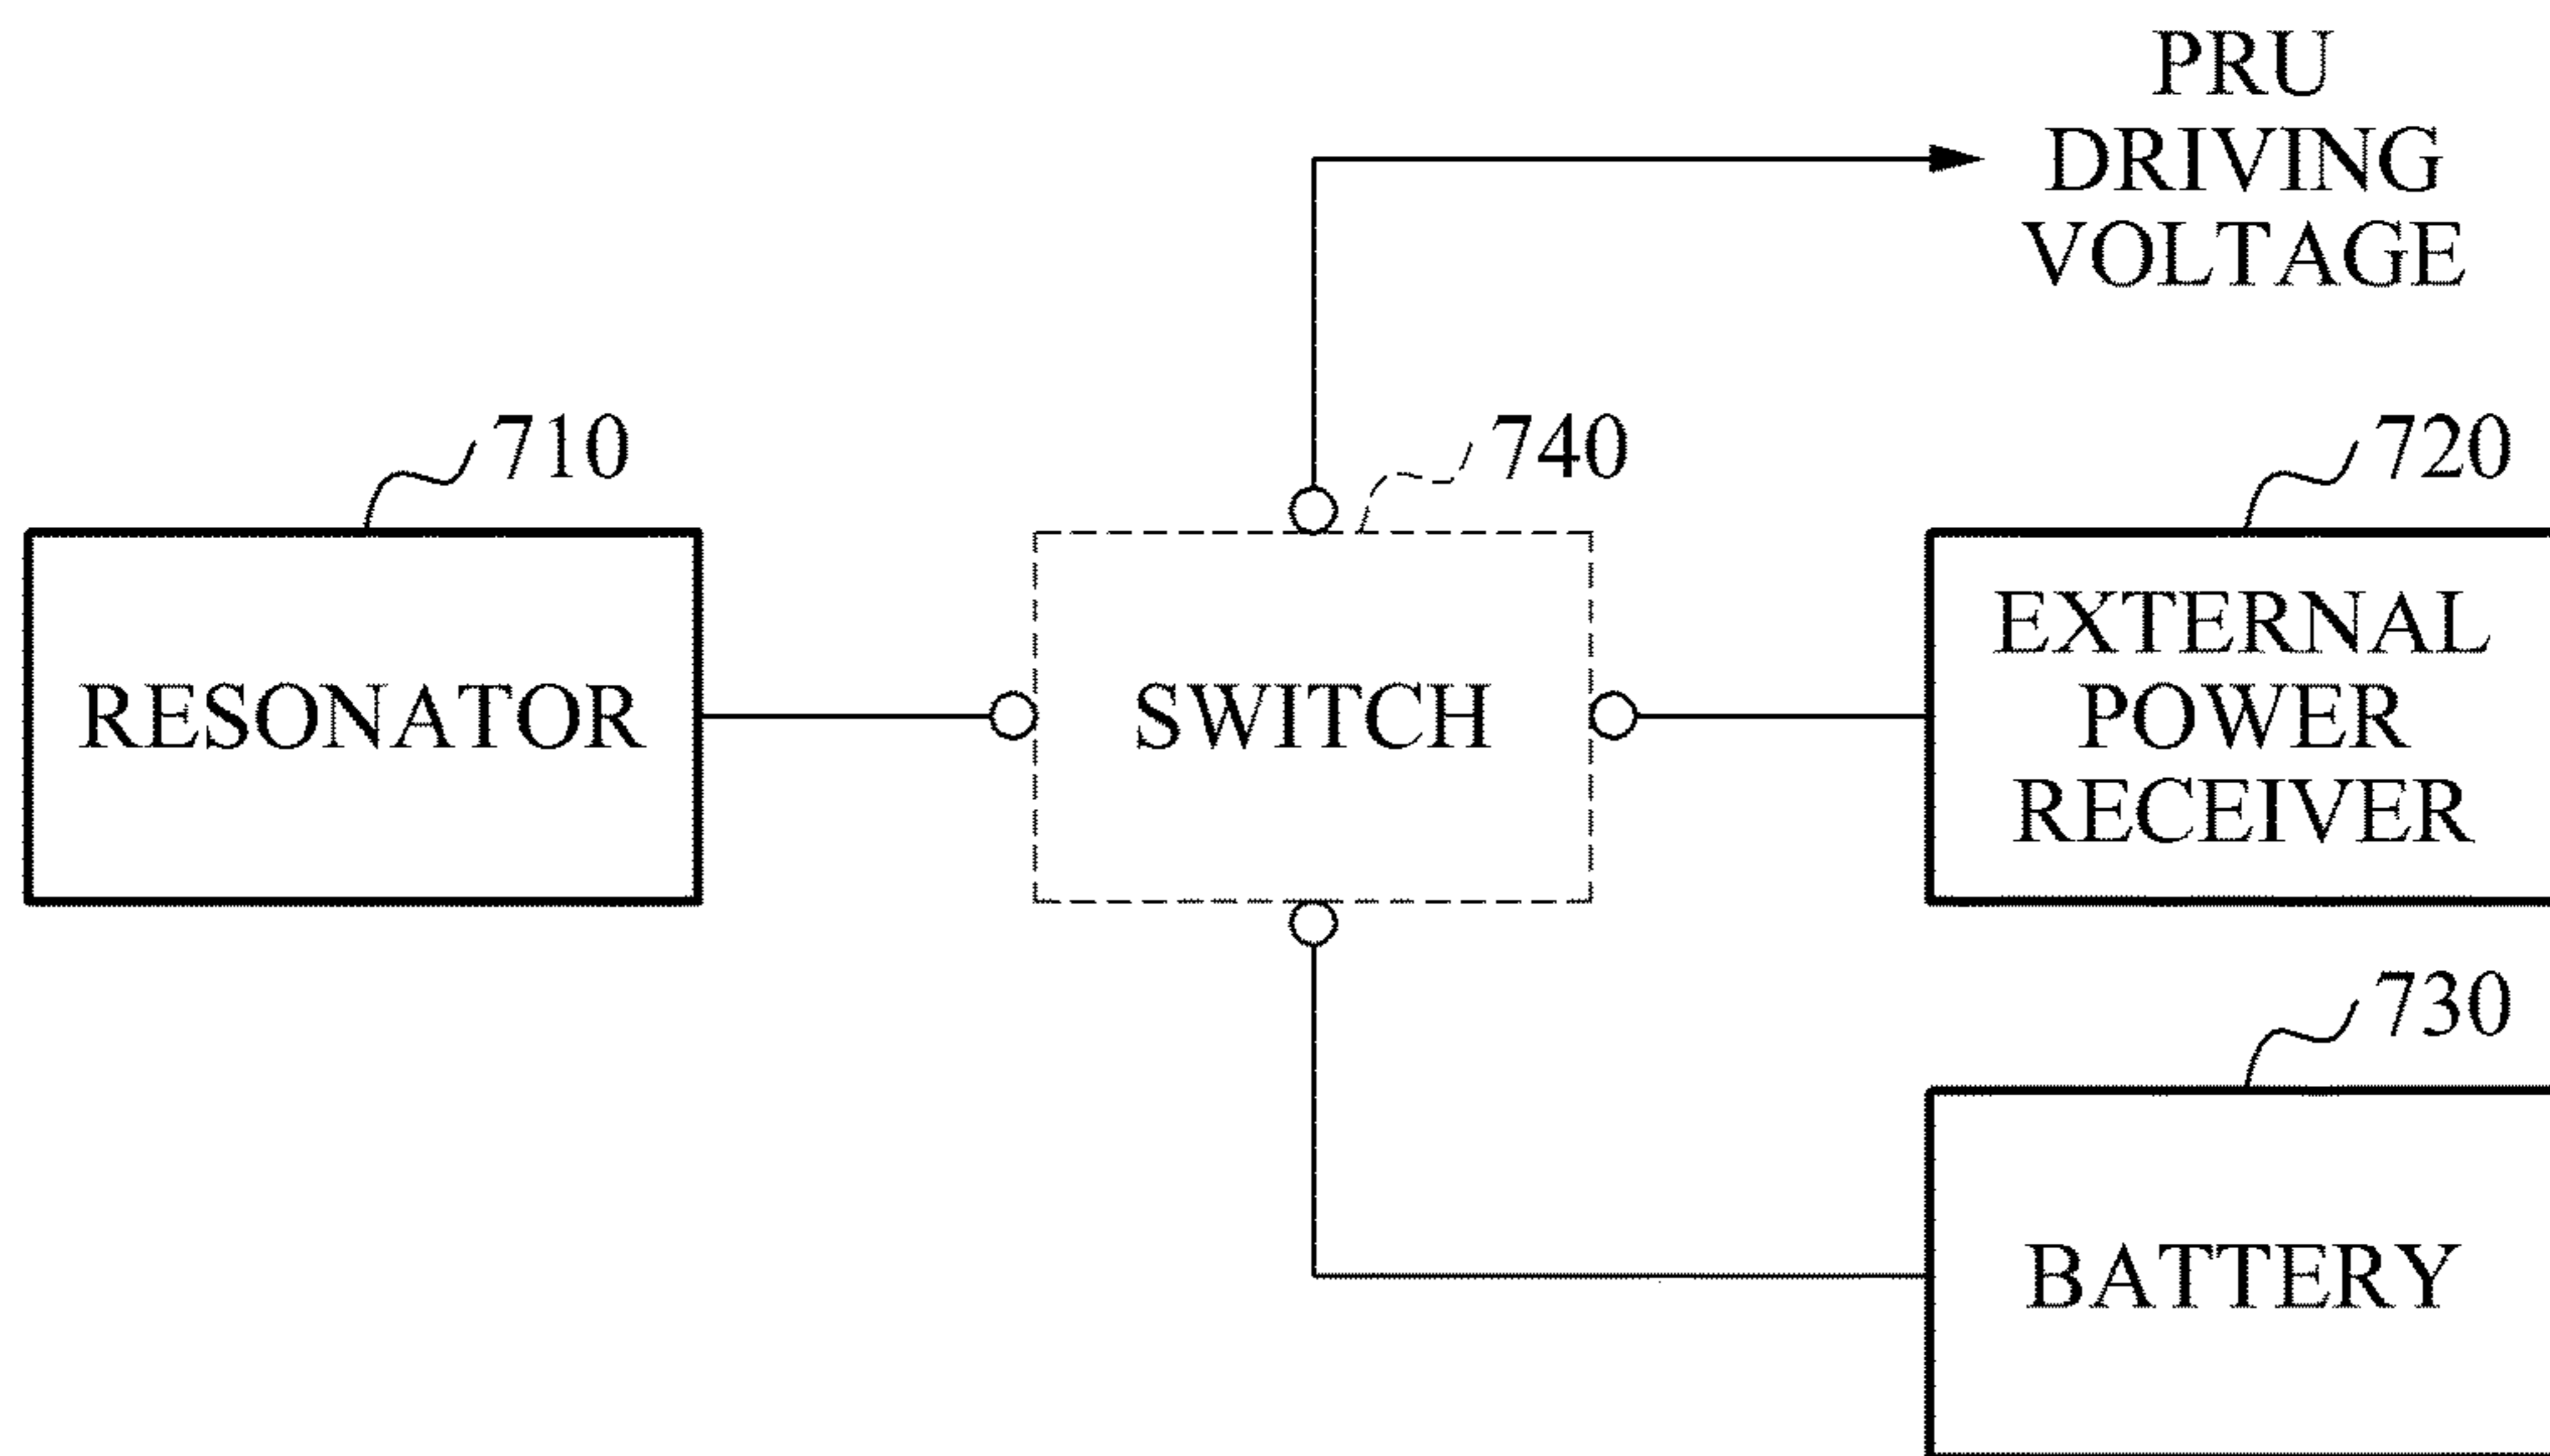 PRU
DRIVING
VOLTAGE
710
740
720
RESONATOR
SWITCH
EXTERNAL
POWER
RECEIVER
730
BATTERY